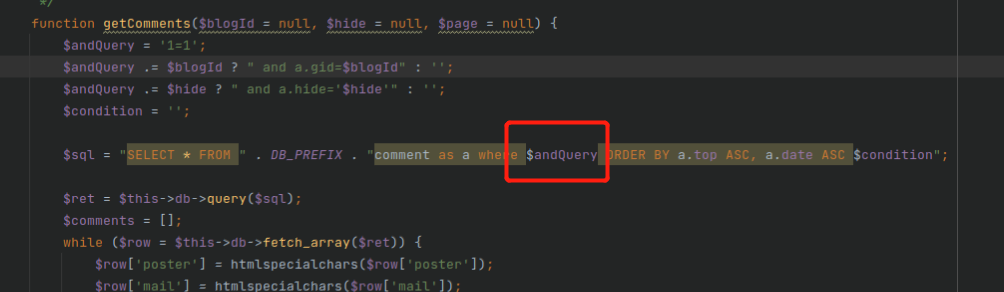 */
function getComments($blogId = null, $hide = null, $page = null) {
$andQuery = '1=1';
$andQuery .= $blogId ? " and a.gid=$blogId" : '';
$andQuery .= $hide ? " and a.hide='$hide'" : '';
$condition = '';
$sql = "SELECT * FROM " . DB_PREFIX . "comment as a where $andQuery ORDER BY a.top ASC, a.date ASC $condition";
$ret = $this->db->query($sql);
$comments = [];
while ($row = $this->db->fetch_array($ret)) {
$row['poster'] = htmlspecialchars($row['poster']);
$row['mail'] = htmlspecialchars($row['mail']);